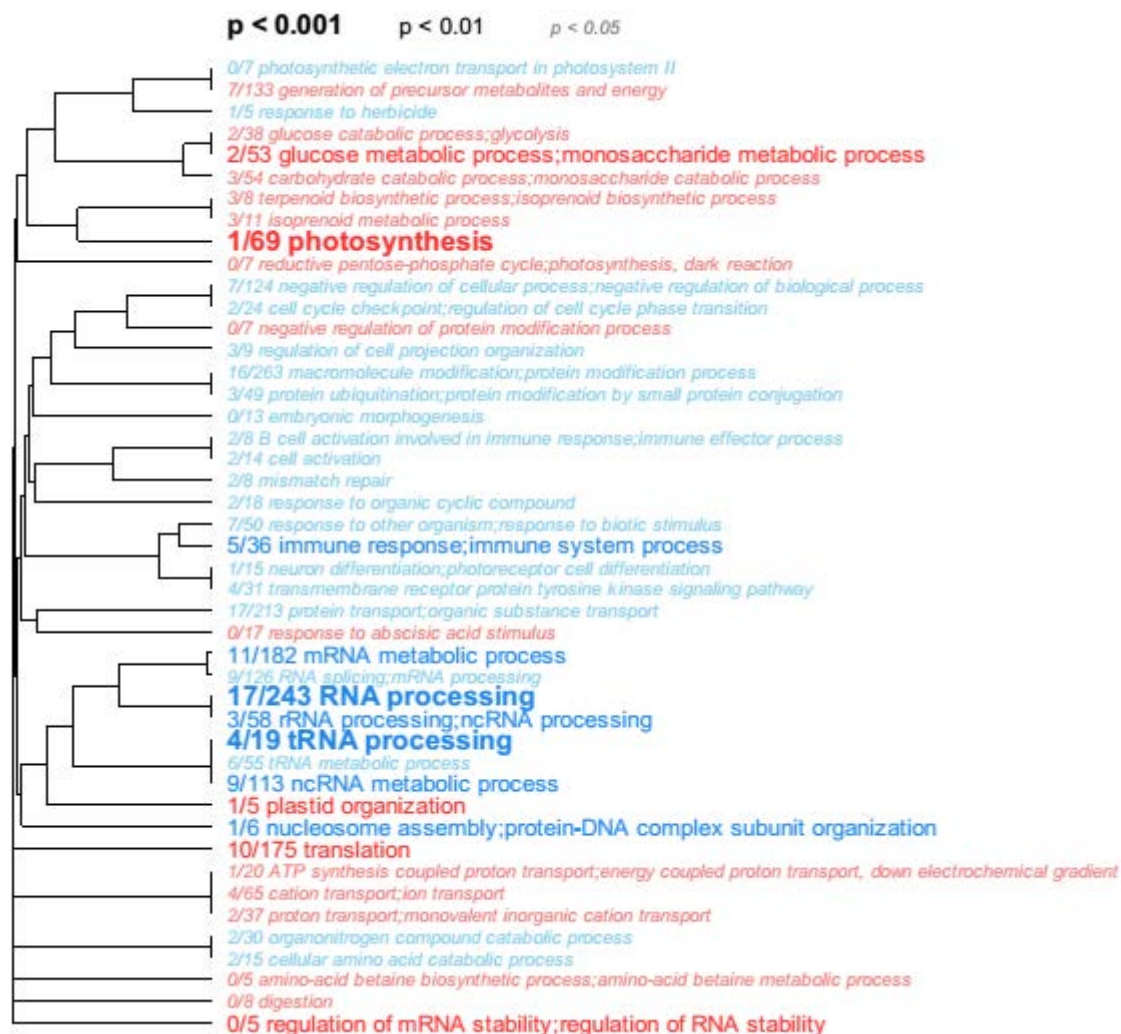 p < 0.001 p < 0.01 p < 0.05
0/7 photosynthetic electron transport in photosystem II
7/133 generation of precursor metabolites and energy
1/5 response to herbicide
2/38 glucose catabolic process;glycolysis
2/53 glucose metabolic process;monosaccharide metabolic process
3/54 carbohydrate catabolic process;monosaccharide catabolic process
3/8 terpenoid biosynthetic process;isoprenoid biosynthetic process
3/11 isoprenoid metabolic process
1/69 photosynthesis
0/7 reductive pentose-phosphate cycle;photosynthesis, dark reaction
7/124 negative regulation of cellular process;negative regulation of biological process
2/24 cell cycle checkpoint;regulation of cell cycle phase transition
0/7 negative regulation of protein modification process
3/9 regulation of cell projection organization
16/263 macromolecule modification;protein modification process
3/49 protein ubiquitination;protein modification by small protein conjugation
0/13 embryonic morphogenesis
2/8 B cell activation involved in immune response;immune effector process
2/14 cell activation
2/8 mismatch repair
2/18 response to organic cyclic compound
7/50 response to other organism;response to biotic stimulus
5/36 immune response;immune system process
1/15 neuron differentiation;photoreceptor cell differentiation
4/31 transmembrane receptor protein tyrosine kinase signaling pathway
17/213 protein transport;organic substance transport
0/17 response to abscisic acid stimulus
11/182 mRNA metabolic process
9/126 RNA splicing;mRNA processing
17/243 RNA processing
3/58 rRNA processing;ncRNA processing
4/19 tRNA processing
6/55 tRNA metabolic process
9/113 ncRNA metabolic process
1/5 plastid organization
1/6 nucleosome assembly;protein-DNA complex subunit organization
10/175 translation
1/20 ATP synthesis coupled proton transport;energy coupled proton transport, down electrochemical gradient
4/65 cation transport;ion transport
2/37 proton transport;monovalent inorganic cation transport
2/30 organonitrogen compound catabolic process
2/15 cellular amino acid catabolic process
0/5 amino-acid betaine biosynthetic process;amino-acid betaine metabolic process
0/8 digestion
0/5 regulation of mRNA stability;regulation of RNA stability